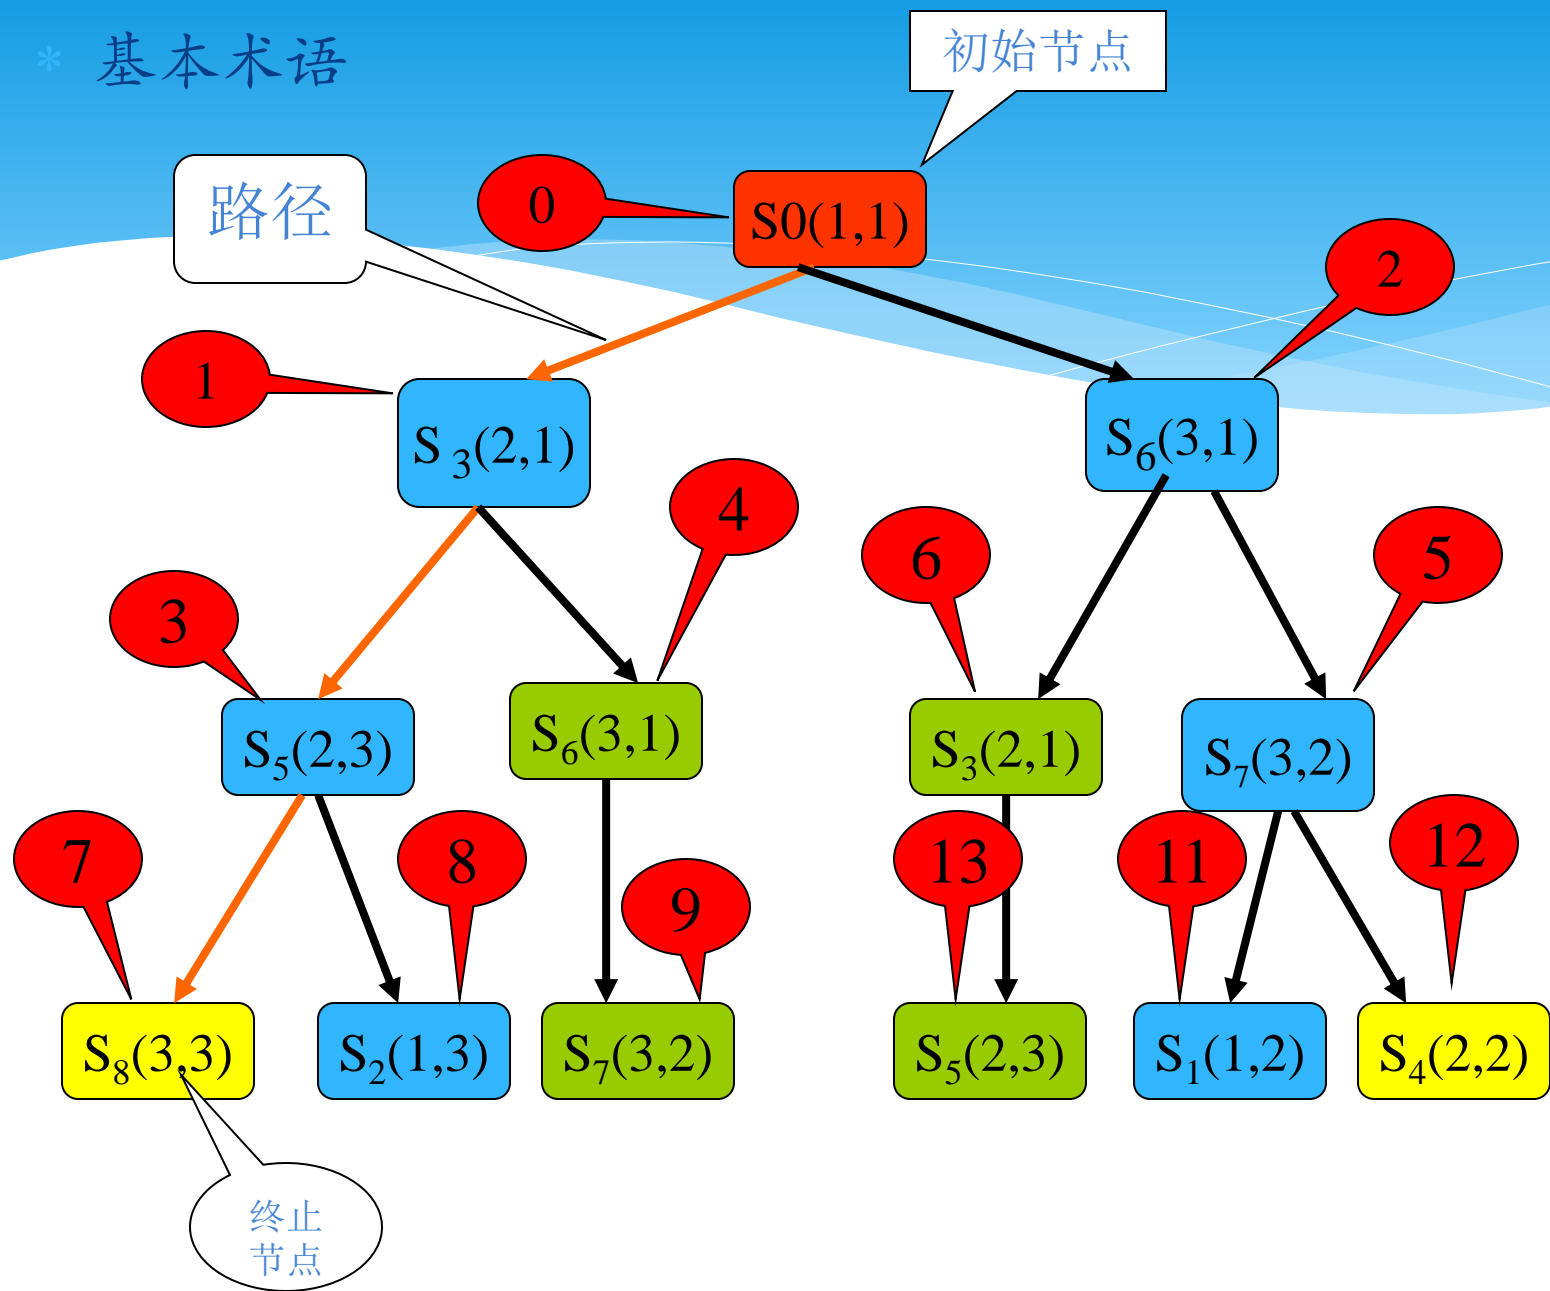 * 基本术语
初始节点
路径
0
S0(1,1)
2
1
S 3(2,1)
S6(3,1)
4
6
5
3
S5(2,3)
S6(3,1)
S3(2,1)
S7(3,2)
7
8
9
13
11
12
S8(3,3)
S2(1,3)
S7(3,2)
S5(2,3)
S1(1,2)
S4(2,2)
终止
节点